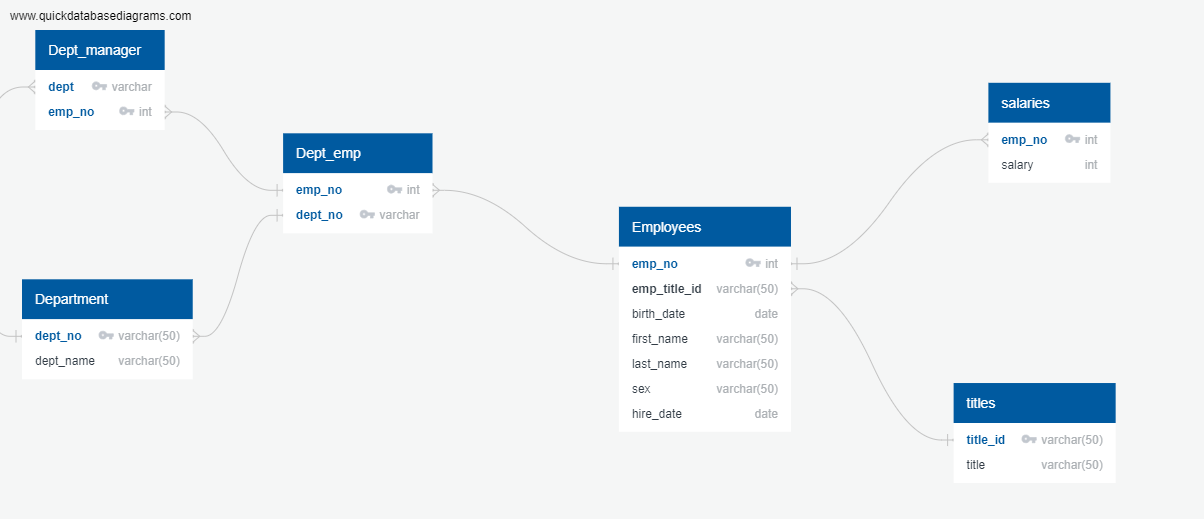 www.quickdatabasediagrams.com
Dept_manager
dept varchar
emp_no int
Dept_emp
emp_no int
dept_no varchar
Department
dept_no varchar(50)
dept_name varchar(50)
Employees
emp_no int
emp_title_id varchar(50)
birth_date date
first_name varchar(50)
last_name varchar(50)
sex varchar(50)
hire_date date
salaries
emp_no int
salary int
titles
title_id varchar(50)
title varchar(50)